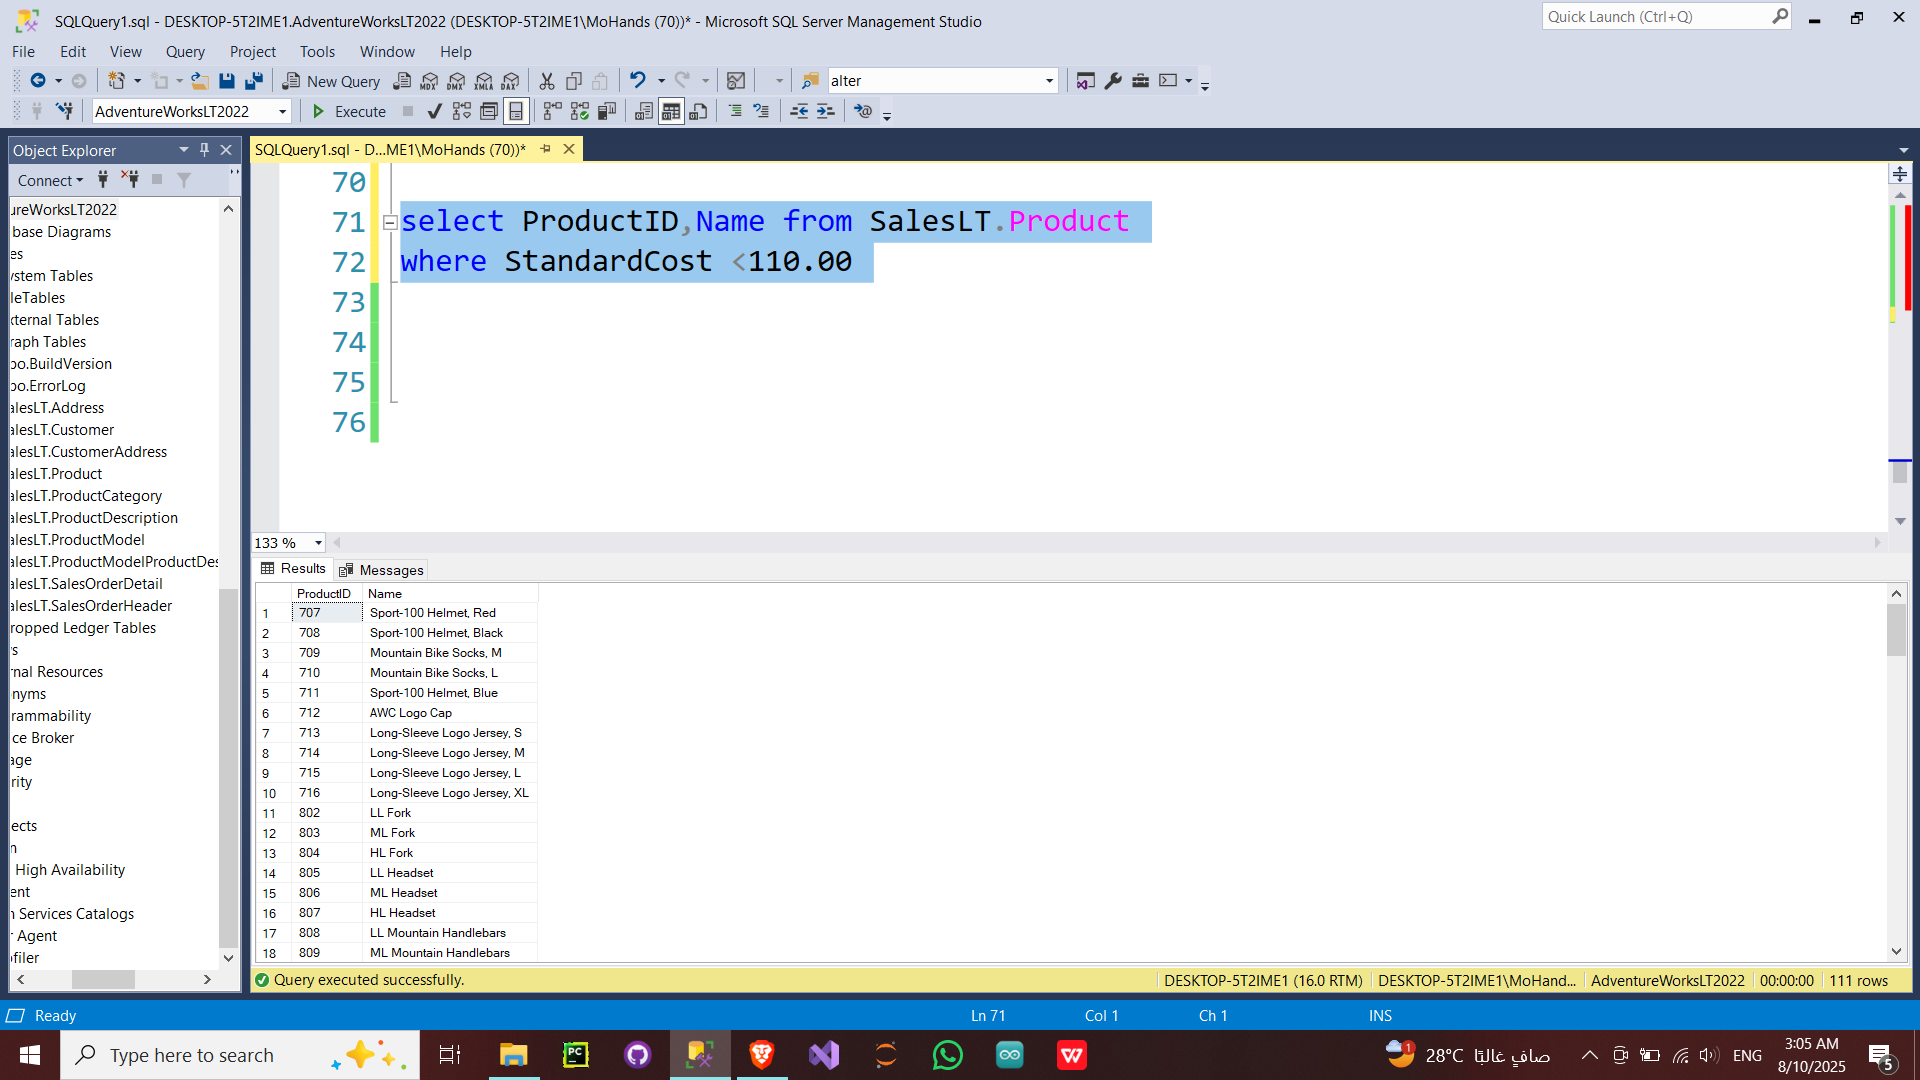 SQLQuery1.sql - DESKTOP-5T2IME1.AdventureWorksLT2022 (DESKTOP-5T2IME1\MoHands (70))* - Microsoft SQL Server Management Studio
Quick Launch (Ctrl+Q)
File Edit View Query Project Tools Window Help
New Query
MDX DMX XMLA DAX
alter
AdventureWorksLT2022
Execute
Object Explorer
Connect
ureWorksLT2022
base Diagrams
es
ystem Tables
leTables
xternal Tables
raph Tables
bo.BuildVersion
bo.ErrorLog
alesLT.Address
alesLT.Customer
alesLT.CustomerAddress
alesLT.Product
alesLT.ProductCategory
alesLT.ProductDescription
alesLT.ProductModel
alesLT.ProductModelProductDes
alesLT.SalesOrderDetail
alesLT.SalesOrderHeader
ropped Ledger Tables
s
rnal Resources
nyms
rammability
ce Broker
age
rity
ects
n
High Availability
ent
n Services Catalogs
r Agent
ofiler
SQLQuery1.sql - D...ME1\MoHands (70))*
70
71 select ProductID,Name from SalesLT.Product
72 where StandardCost <110.00
73
74
75
76
133 %
Results Messages
ProductID Name
1 707 Sport-100 Helmet, Red
2 708 Sport-100 Helmet, Black
3 709 Mountain Bike Socks, M
4 710 Mountain Bike Socks, L
5 711 Sport-100 Helmet, Blue
6 712 AWC Logo Cap
7 713 Long-Sleeve Logo Jersey, S
8 714 Long-Sleeve Logo Jersey, M
9 715 Long-Sleeve Logo Jersey, L
10 716 Long-Sleeve Logo Jersey, XL
11 802 LL Fork
12 803 ML Fork
13 804 HL Fork
14 805 LL Headset
15 806 ML Headset
16 807 HL Headset
17 808 LL Mountain Handlebars
18 809 ML Mountain Handlebars
Query executed successfully.
DESKTOP-5T2IME1 (16.0 RTM) DESKTOP-5T2IME1\MoHand... AdventureWorksLT2022 00:00:00 111 rows
Ready
Ln 71 Col 1 Ch 1 INS
Type here to search
PC
1
28°C صافٍ غالبًا
ENG
3:05 AM
8/10/2025
5